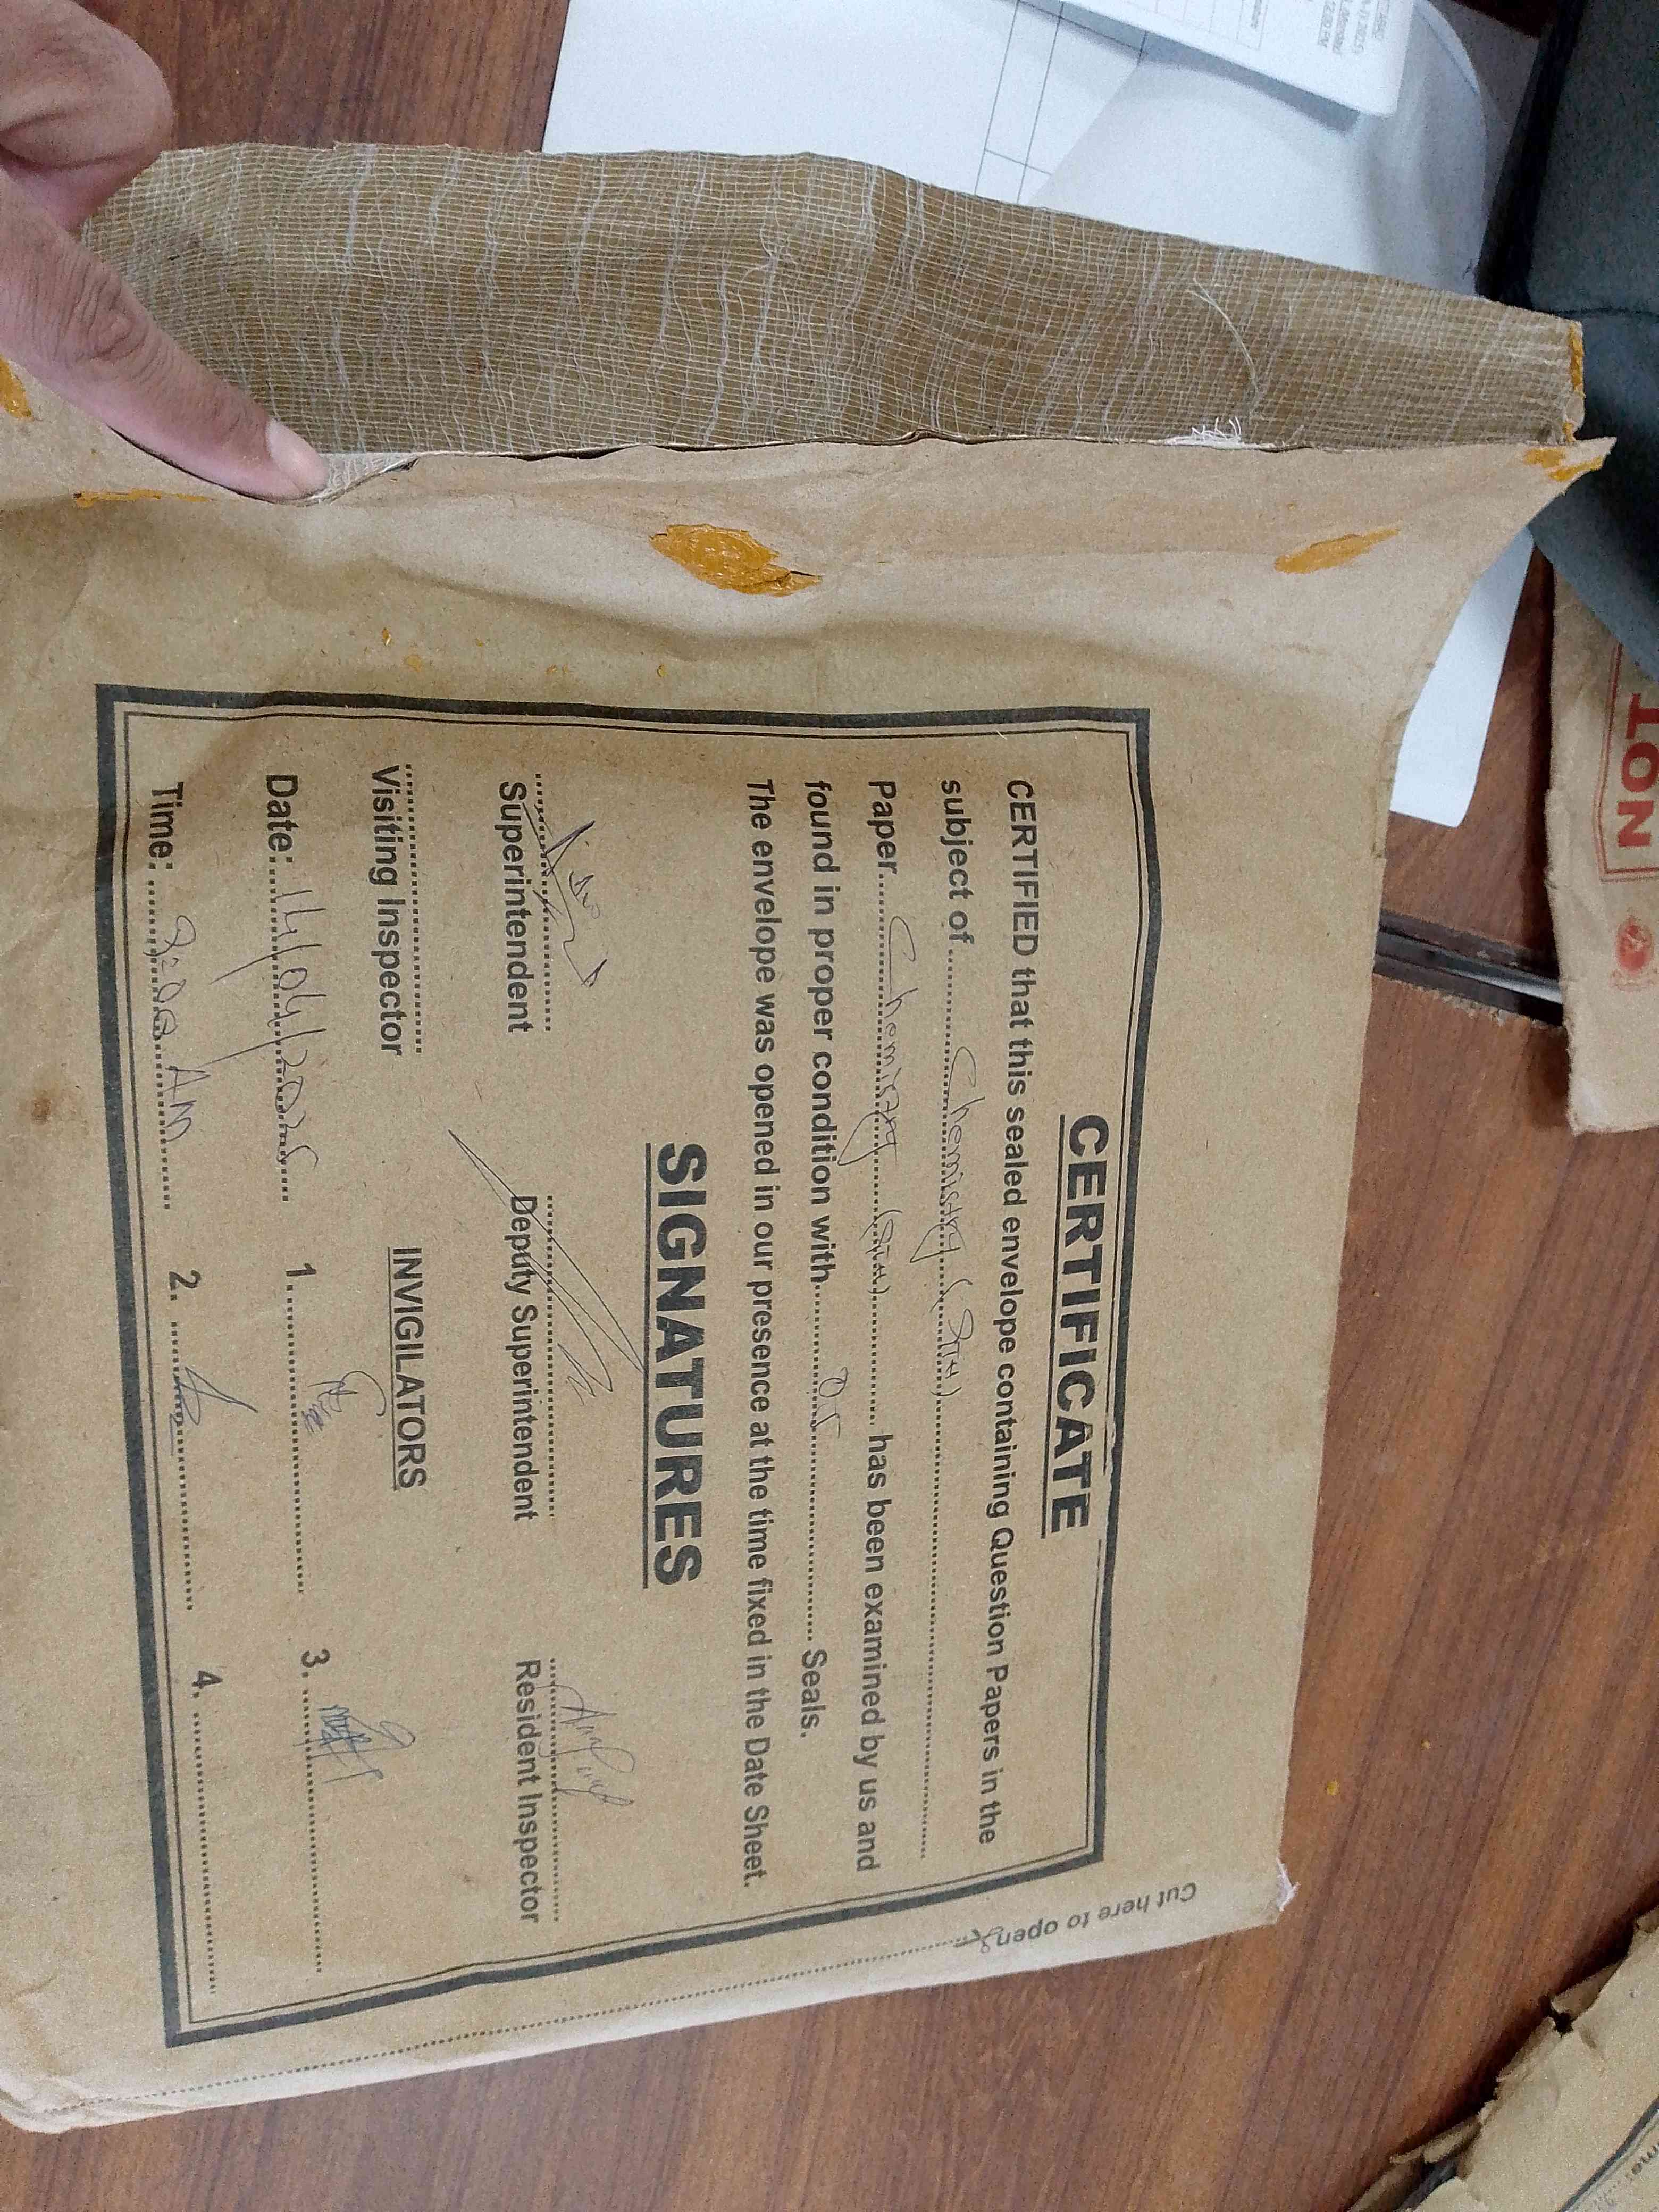 CERTIFICATE
CERTIFIED that this sealed envelope containing Question Papers in the
subject of.......... Chemistry (9TH)..........
Paper..... Chemistry (9TH)........ has been examined by us and
found in proper condition with.......... 05.......... Seals.
The envelope was opened in our presence at the time fixed in the Date Sheet.
SIGNATURES
Superintendent Deputy Superintendent Resident Inspector
Visiting Inspector
INVIGILATORS
Date:.... 14/04/2025.... 1................ 3. ................
Time: .... 9:00 AM.... 2. ................ 4. ................
Cut here to open
NOT